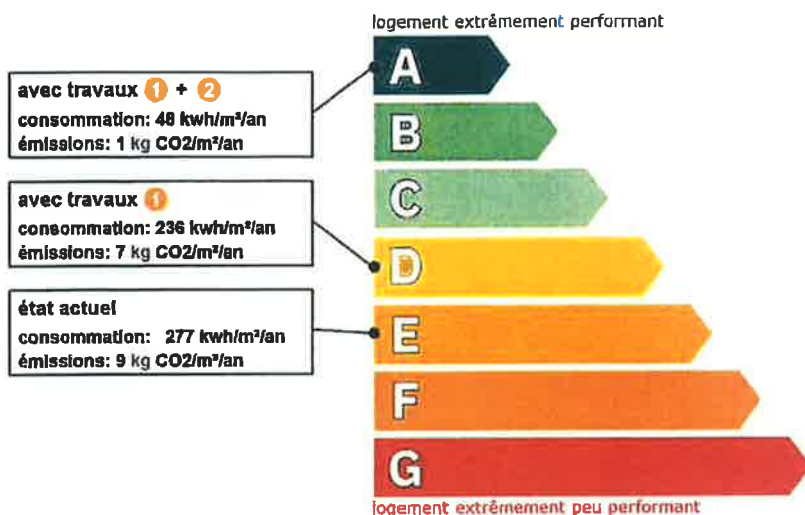 logement extrêmement performant
A
avec travaux 1 + 2
consommation: 48 kwh/m²/an
émissions: 1 kg CO2/m²/an
B
avec travaux 1
consommation: 236 kwh/m²/an
émissions: 7 kg CO2/m²/an
C
D
état actuel
consommation: 277 kwh/m²/an
émissions: 9 kg CO2/m²/an
E
F
G
logement extrêmement peu performant